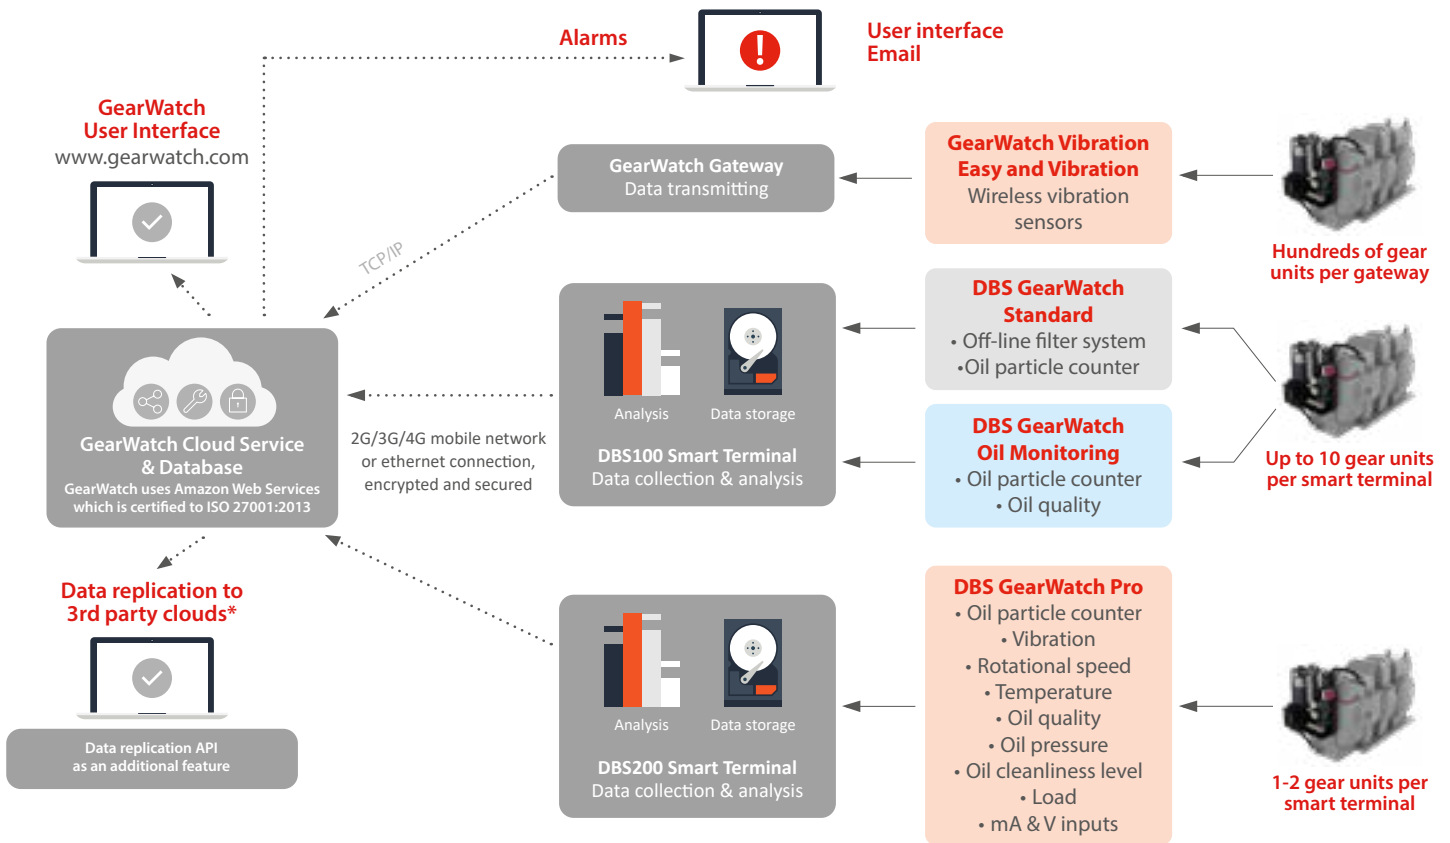 Alarms
User interface
Email
GearWatch
User Interface
www.gearwatch.com
GearWatch Gateway
Data transmitting
GearWatch Vibration
Easy and Vibration
Wireless vibration
sensors
Hundreds of gear
units per gateway
TCP/IP
GearWatch Cloud Service
& Database
GearWatch uses Amazon Web Services
which is certified to ISO 27001:2013
2G/3G/4G mobile network
or ethernet connection,
encrypted and secured
Analysis
Data storage
DBS100 Smart Terminal
Data collection & analysis
DBS GearWatch
Standard
• Off-line filter system
•Oil particle counter
DBS GearWatch
Oil Monitoring
• Oil particle counter
• Oil quality
Up to 10 gear units
per smart terminal
Data replication to
3rd party clouds*
Data replication API
as an additional feature
Analysis
Data storage
DBS200 Smart Terminal
Data collection & analysis
DBS GearWatch Pro
• Oil particle counter
• Vibration
• Rotational speed
• Temperature
• Oil quality
• Oil pressure
• Oil cleanliness level
• Load
• mA & V inputs
1-2 gear units per
smart terminal